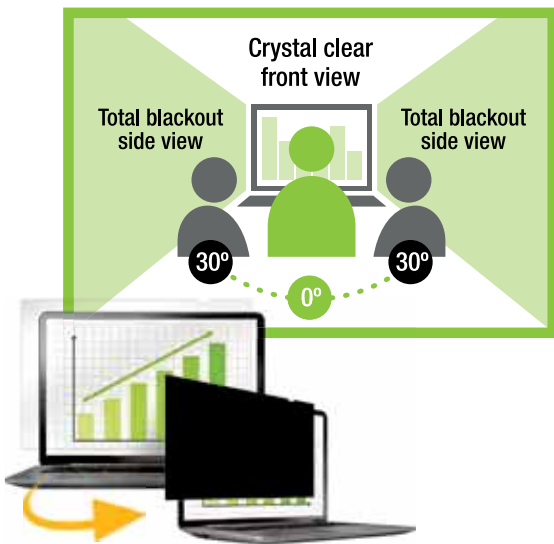 Crystal clear
front view
Total blackout
side view
Total blackout
side view
30º
0º
30º